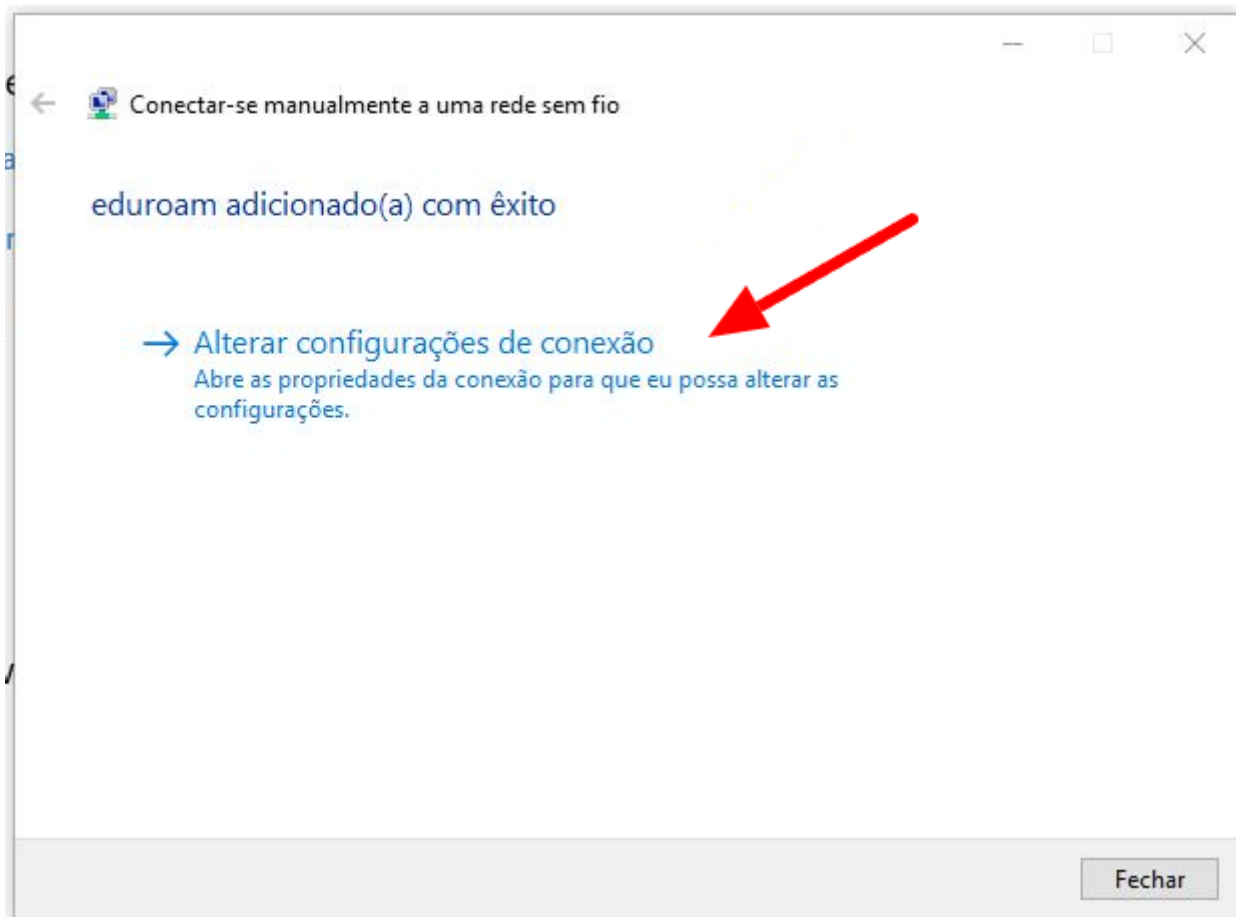 Conectar-se manualmente a uma rede sem fio
eduroam adicionado(a) com êxito
Alterar configurações de conexão
Abre as propriedades da conexão para que eu possa alterar as
configurações.
Fechar